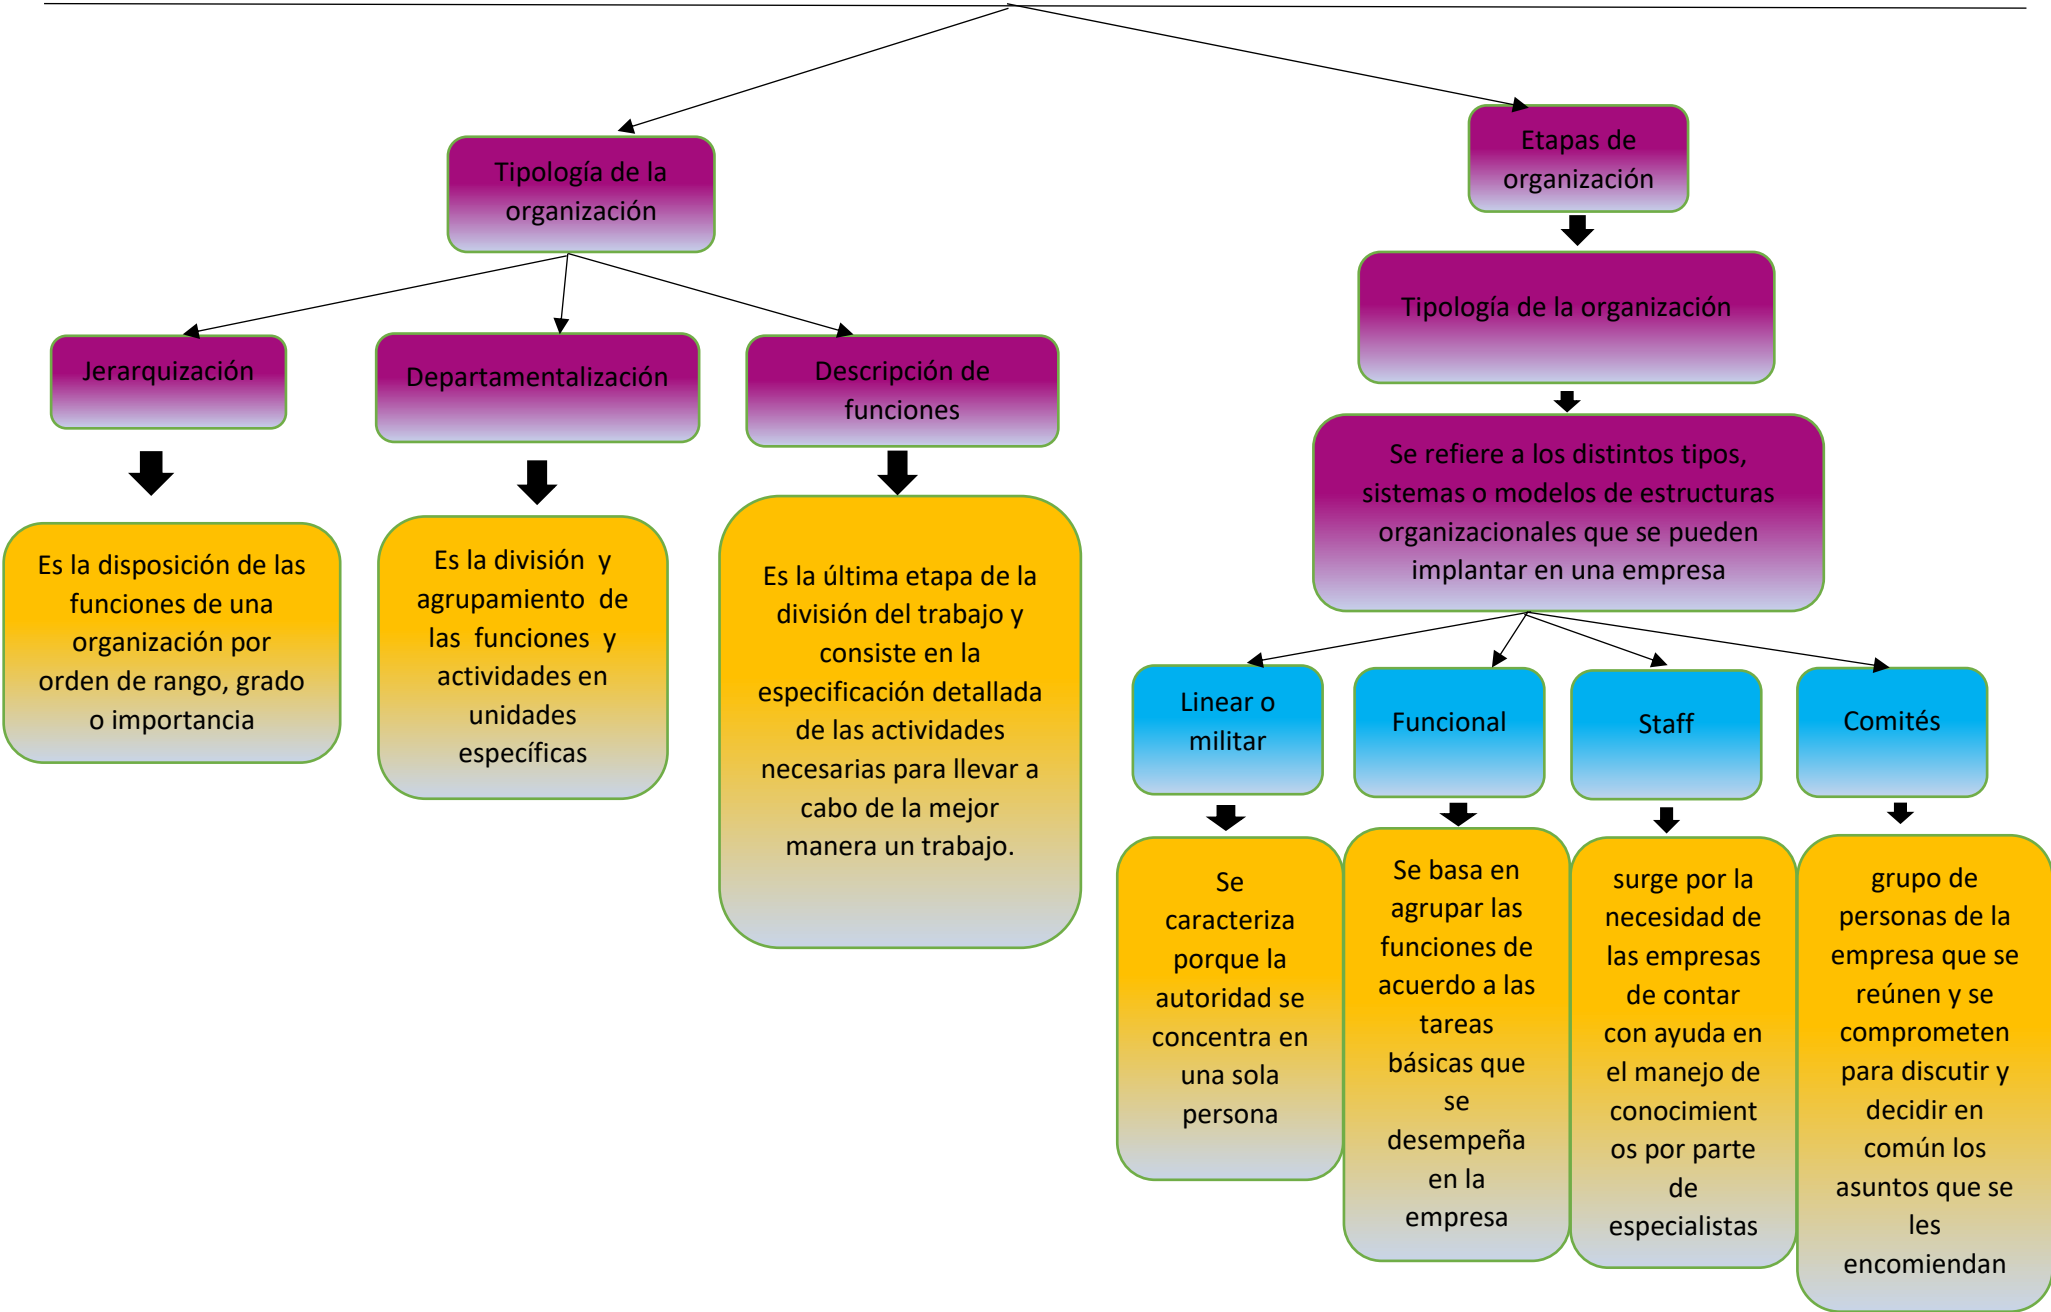 Tipología de la
organización
Etapas de
organización
Tipología de la organización
Jerarquización
Departamentalización
Descripción de
funciones
Se refiere a los distintos tipos,
sistemas o modelos de estructuras
organizacionales que se pueden
implantar en una empresa
Es la disposición de las
funciones de una
organización por
orden de rango, grado
o importancia
Es la división y
agrupamiento de
las funciones y
actividades en
unidades
específicas
Es la última etapa de la
división del trabajo y
consiste en la
especificación detallada
de las actividades
necesarias para llevar a
cabo de la mejor
manera un trabajo.
Linear o
militar
Funcional
Staff
Comités
Se
caracteriza
porque la
autoridad se
concentra en
una sola
persona
Se basa en
agrupar las
funciones de
acuerdo a las
tareas
básicas que
se
desempeña
en la
empresa
surge por la
necesidad de
las empresas
de contar
con ayuda en
el manejo de
conocimient
os por parte
de
especialistas
grupo de
personas de la
empresa que se
reúnen y se
comprometen
para discutir y
decidir en
común los
asuntos que se
les
encomiendan